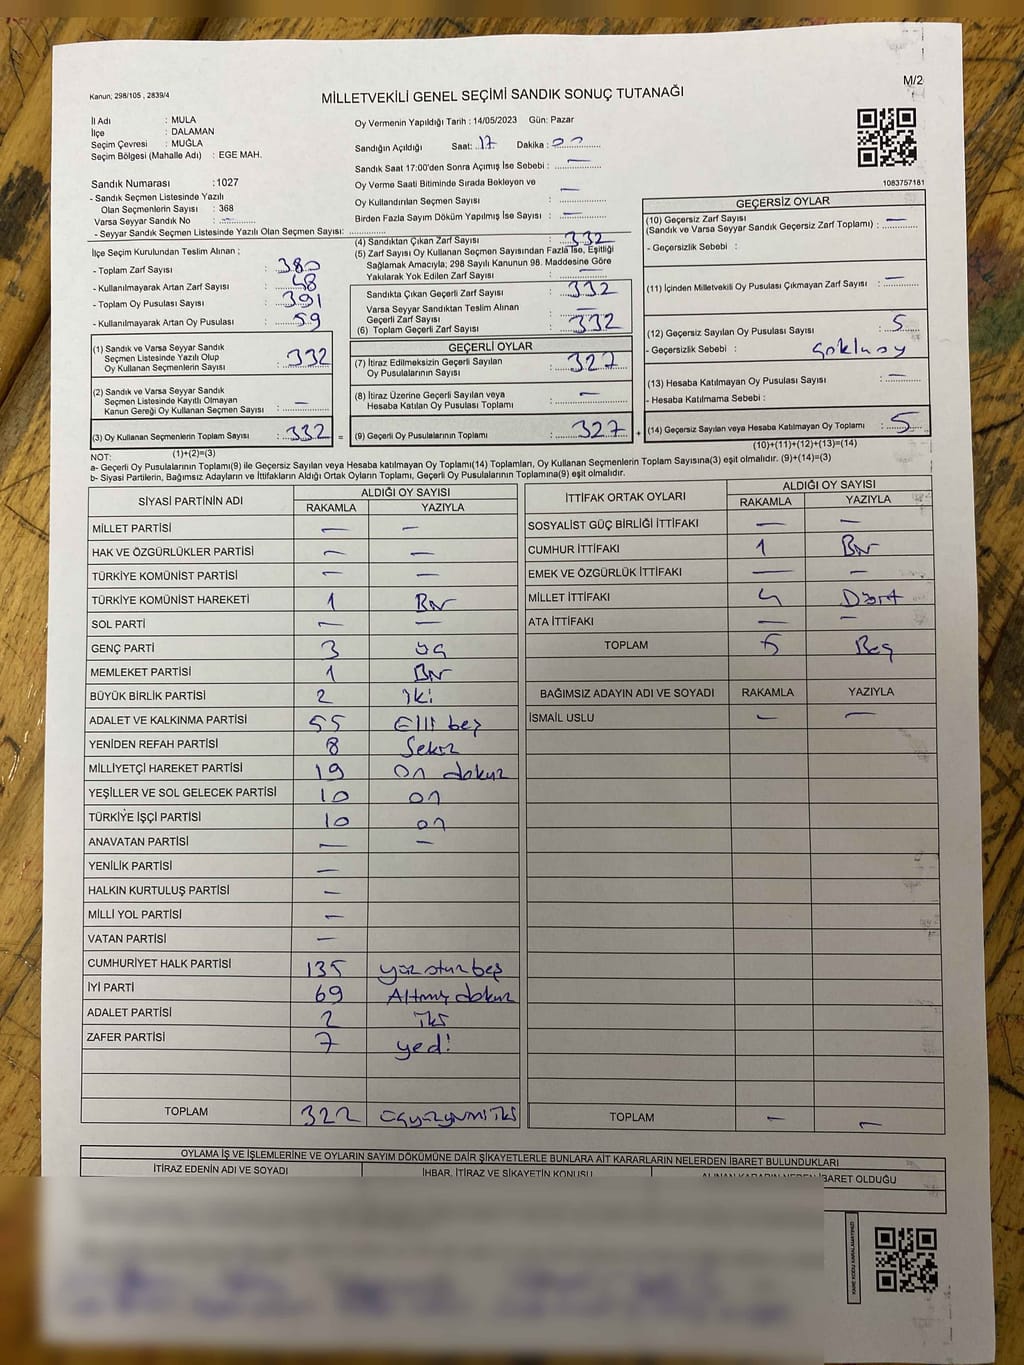 M/2
Kanun; 298/105 , 2839/4
MİLLETVEKİLİ GENEL SEÇİMİ SANDIK SONUÇ TUTANAĞI
İl Adı : MULA
İlçe : DALAMAN
Seçim Çevresi : MUĞLA
Seçim Bölgesi (Mahalle Adı) : EGE MAH.
Sandık Numarası : 1027
- Sandık Seçmen Listesinde Yazılı
Olan Seçmenlerin Sayısı : 368
Varsa Seyyar Sandık No : —
- Seyyar Sandık Seçmen Listesinde Yazılı Olan Seçmen Sayısı:
Oy Vermenin Yapıldığı Tarih : 14/05/2023 Gün: Pazar
Sandığın Açıldığı Saat: 17 Dakika : 00
Sandık Saat 17:00'den Sonra Açımış İse Sebebi : —
Oy Verme Saati Bitiminde Sırada Bekleyen ve
Oy Kullandırılan Seçmen Sayısı : —
Birden Fazla Sayım Döküm Yapılmış İse Sayısı : —
1083757181
İlçe Seçim Kurulundan Teslim Alınan ;
- Toplam Zarf Sayısı : 380
- Kullanılmayarak Artan Zarf Sayısı : 48
- Toplam Oy Pusulası Sayısı : 391
- Kullanılmayarak Artan Oy Pusulası : 59
(1) Sandık ve Varsa Seyyar Sandık
Seçmen Listesinde Yazılı Olup
Oy Kullanan Seçmenlerin Sayısı : 332
(2) Sandık ve Varsa Seyyar Sandık
Seçmen Listesinde Kayıtlı Olmayan
Kanun Gereği Oy Kullanan Seçmen Sayısı : —
(3) Oy Kullanan Seçmenlerin Toplam Sayısı : 332 =
(1)+(2)=(3)
(4) Sandıktan Çıkan Zarf Sayısı : 332
(5) Zarf Sayısı Oy Kullanan Seçmen Sayısından Fazla İse, Eşitliği
Sağlamak Amacıyla; 298 Sayılı Kanunun 98. Maddesine Göre
Yakılarak Yok Edilen Zarf Sayısı : —
Sandıkta Çıkan Geçerli Zarf Sayısı : 332
Varsa Seyyar Sandıktan Teslim Alınan
Geçerli Zarf Sayısı : —
(6) Toplam Geçerli Zarf Sayısı : 332
GEÇERLİ OYLAR
(7) İtiraz Edilmeksizin Geçerli Sayılan
Oy Pusulalarının Sayısı : 327
(8) İtiraz Üzerine Geçerli Sayılan veya
Hesaba Katılan Oy Pusulası Toplamı : —
(9) Geçerli Oy Pusulalarının Toplamı : 327 +
GEÇERSİZ OYLAR
(10) Geçersiz Zarf Sayısı
(Sandık ve Varsa Seyyar Sandık Geçersiz Zarf Toplamı) : —
- Geçersizlik Sebebi :
(11) İçinden Milletvekili Oy Pusulası Çıkmayan Zarf Sayısı : —
(12) Geçersiz Sayılan Oy Pusulası Sayısı : 5
- Geçersizlik Sebebi : çoklu oy
(13) Hesaba Katılmayan Oy Pusulası Sayısı : —
- Hesaba Katılmama Sebebi :
(14) Geçersiz Sayılan veya Hesaba Katılmayan Oy Toplamı : 5
(10)+(11)+(12)+(13)=(14)
NOT:
a- Geçerli Oy Pusulalarının Toplamı(9) ile Geçersiz Sayılan veya Hesaba katılmayan Oy Toplamı(14) Toplamları, Oy Kullanan Seçmenlerin Toplam Sayısına(3) eşit olmalıdır. (9)+(14)=(3)
b- Siyasi Partilerin, Bağımsız Adayların ve İttifakların Aldığı Ortak Oyların Toplamı, Geçerli Oy Pusulalarının Toplamına(9) eşit olmalıdır.
SİYASİ PARTİNİN ADI ALDIĞI OY SAYISI
RAKAMLA YAZIYLA
MİLLET PARTİSİ — —
HAK VE ÖZGÜRLÜKLER PARTİSİ — —
TÜRKİYE KOMÜNİST PARTİSİ — —
TÜRKİYE KOMÜNİST HAREKETİ 1 Bir
SOL PARTİ — —
GENÇ PARTİ 3 üç
MEMLEKET PARTİSİ 1 Bir
BÜYÜK BİRLİK PARTİSİ 2 iki
ADALET VE KALKINMA PARTİSİ 55 Elli beş
YENİDEN REFAH PARTİSİ 8 Sekiz
MİLLİYETÇİ HAREKET PARTİSİ 19 on dokuz
YEŞİLLER VE SOL GELECEK PARTİSİ 10 on
TÜRKİYE İŞÇİ PARTİSİ 10 on
ANAVATAN PARTİSİ — —
YENİLİK PARTİSİ —
HALKIN KURTULUŞ PARTİSİ —
MİLLİ YOL PARTİSİ —
VATAN PARTİSİ —
CUMHURİYET HALK PARTİSİ 135 yüz otuz beş
İYİ PARTİ 69 Altmış dokuz
ADALET PARTİSİ 2 iki
ZAFER PARTİSİ 7 yedi
TOPLAM 322 üçyüzyirmi iki
İTTİFAK ORTAK OYLARI ALDIĞI OY SAYISI
RAKAMLA YAZIYLA
SOSYALİST GÜÇ BİRLİĞİ İTTİFAKI — —
CUMHUR İTTİFAKI 1 Bir
EMEK VE ÖZGÜRLÜK İTTİFAKI — —
MİLLET İTTİFAKI 4 Dört
ATA İTTİFAKI — —
TOPLAM 5 Beş
BAĞIMSIZ ADAYIN ADI VE SOYADI RAKAMLA YAZIYLA
İSMAİL USLU — —
TOPLAM — —
OYLAMA İŞ VE İŞLEMLERİNE VE OYLARIN SAYIM DÖKÜMÜNE DAİR ŞİKAYETLERLE BUNLARA AİT KARARLARIN NELERDEN İBARET BULUNDUKLARI
İTİRAZ EDENİN ADI VE SOYADI İHBAR, İTİRAZ VE ŞİKAYETİN KONUSU ALINAN KARARIN NEDEN İBARET OLDUĞU
KARE KODU KARALAMAYINIZ!